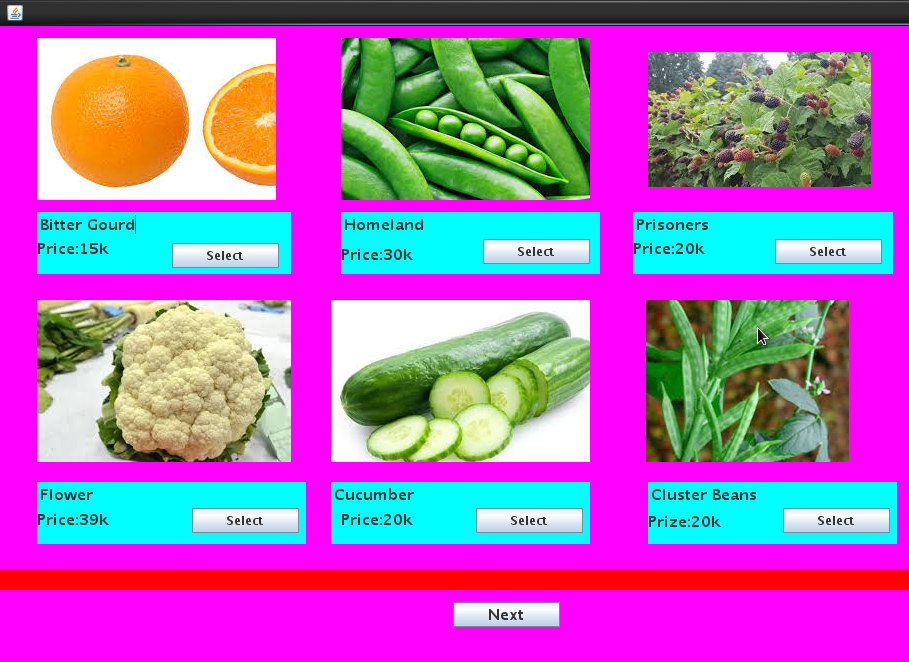 Bitter Gourd
Price:15k
Select
Homeland
Price:30k
Select
Prisoners
Price:20k
Select
Flower
Price:39k
Select
Cucumber
Price:20k
Select
Cluster Beans
Prize:20k
Select
Next